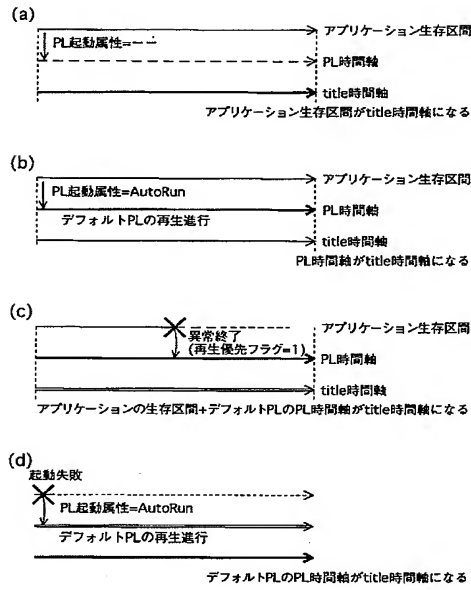 (a)
アプリケーション生存区間
PL起動属性=——
PL時間軸
title時間軸
アプリケーション生存区間がtitle時間軸になる
(b)
アプリケーション生存区間
PL起動属性=AutoRun
PL時間軸
デフォルトPLの再生進行
title時間軸
PL時間軸がtitle時間軸になる
(c)
アプリケーション生存区間
異常終了
(再生優先フラグ=1)
PL時間軸
title時間軸
アプリケーションの生存区間+デフォルトPLのPL時間軸がtitle時間軸になる
(d)
起動失敗
PL起動属性=AutoRun
デフォルトPLの再生進行
デフォルトPLのPL時間軸がtitle時間軸になる